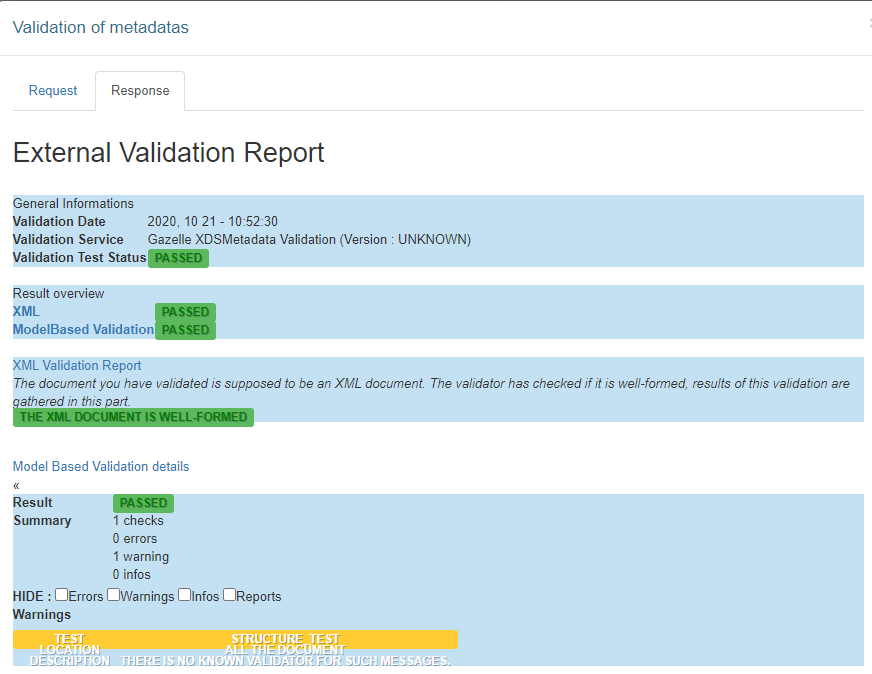 Validation of metadatas
Request Response
External Validation Report
General Informations
Validation Date 2020, 10 21 - 10:52:30
Validation Service Gazelle XDSMetadata Validation (Version : UNKNOWN)
Validation Test Status PASSED
Result overview
XML PASSED
ModelBased Validation PASSED
XML Validation Report
The document you have validated is supposed to be an XML document. The validator has checked if it is well-formed, results of this validation are
gathered in this part.
THE XML DOCUMENT IS WELL-FORMED
Model Based Validation details
«
Result PASSED
Summary 1 checks
0 errors
1 warning
0 infos
HIDE : Errors Warnings Infos Reports
Warnings
TEST STRUCTURE_TEST
LOCATION ALL THE DOCUMENT
DESCRIPTION THERE IS NO KNOWN VALIDATOR FOR SUCH MESSAGES.